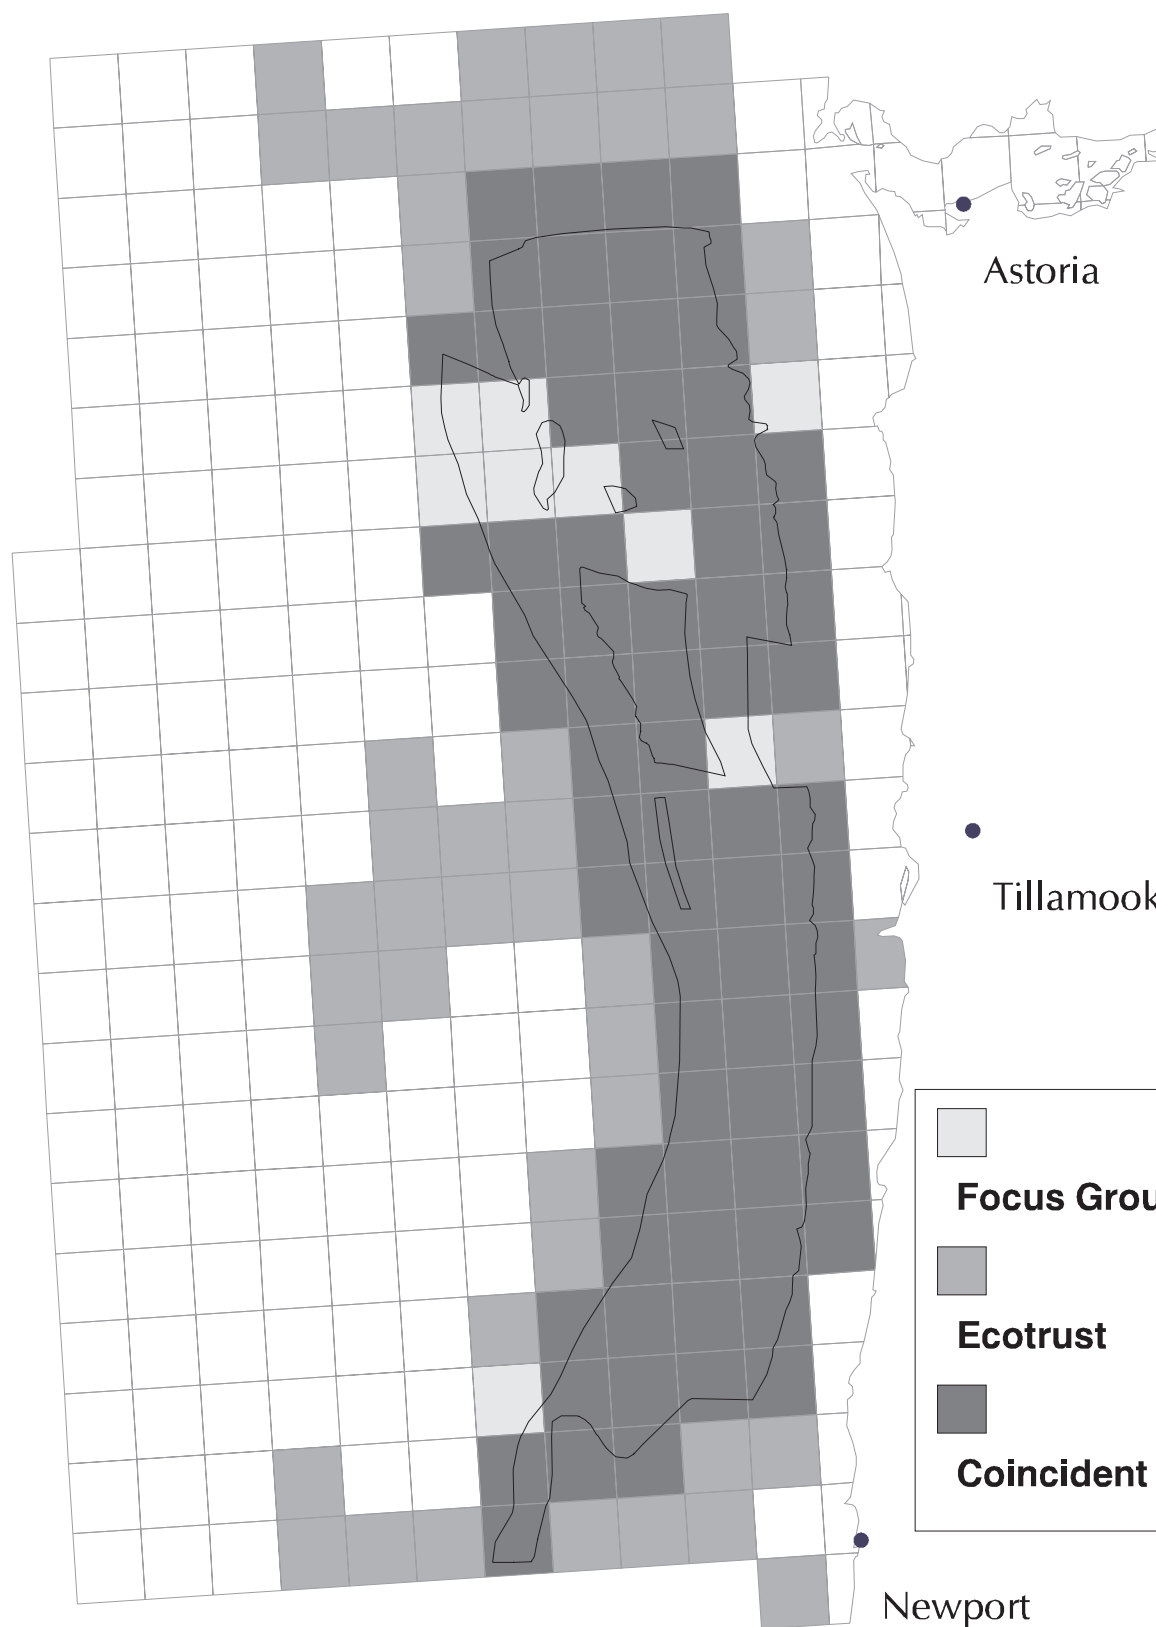 Astoria
Tillamook
Focus Grou
Ecotrust
Coincident
Newport